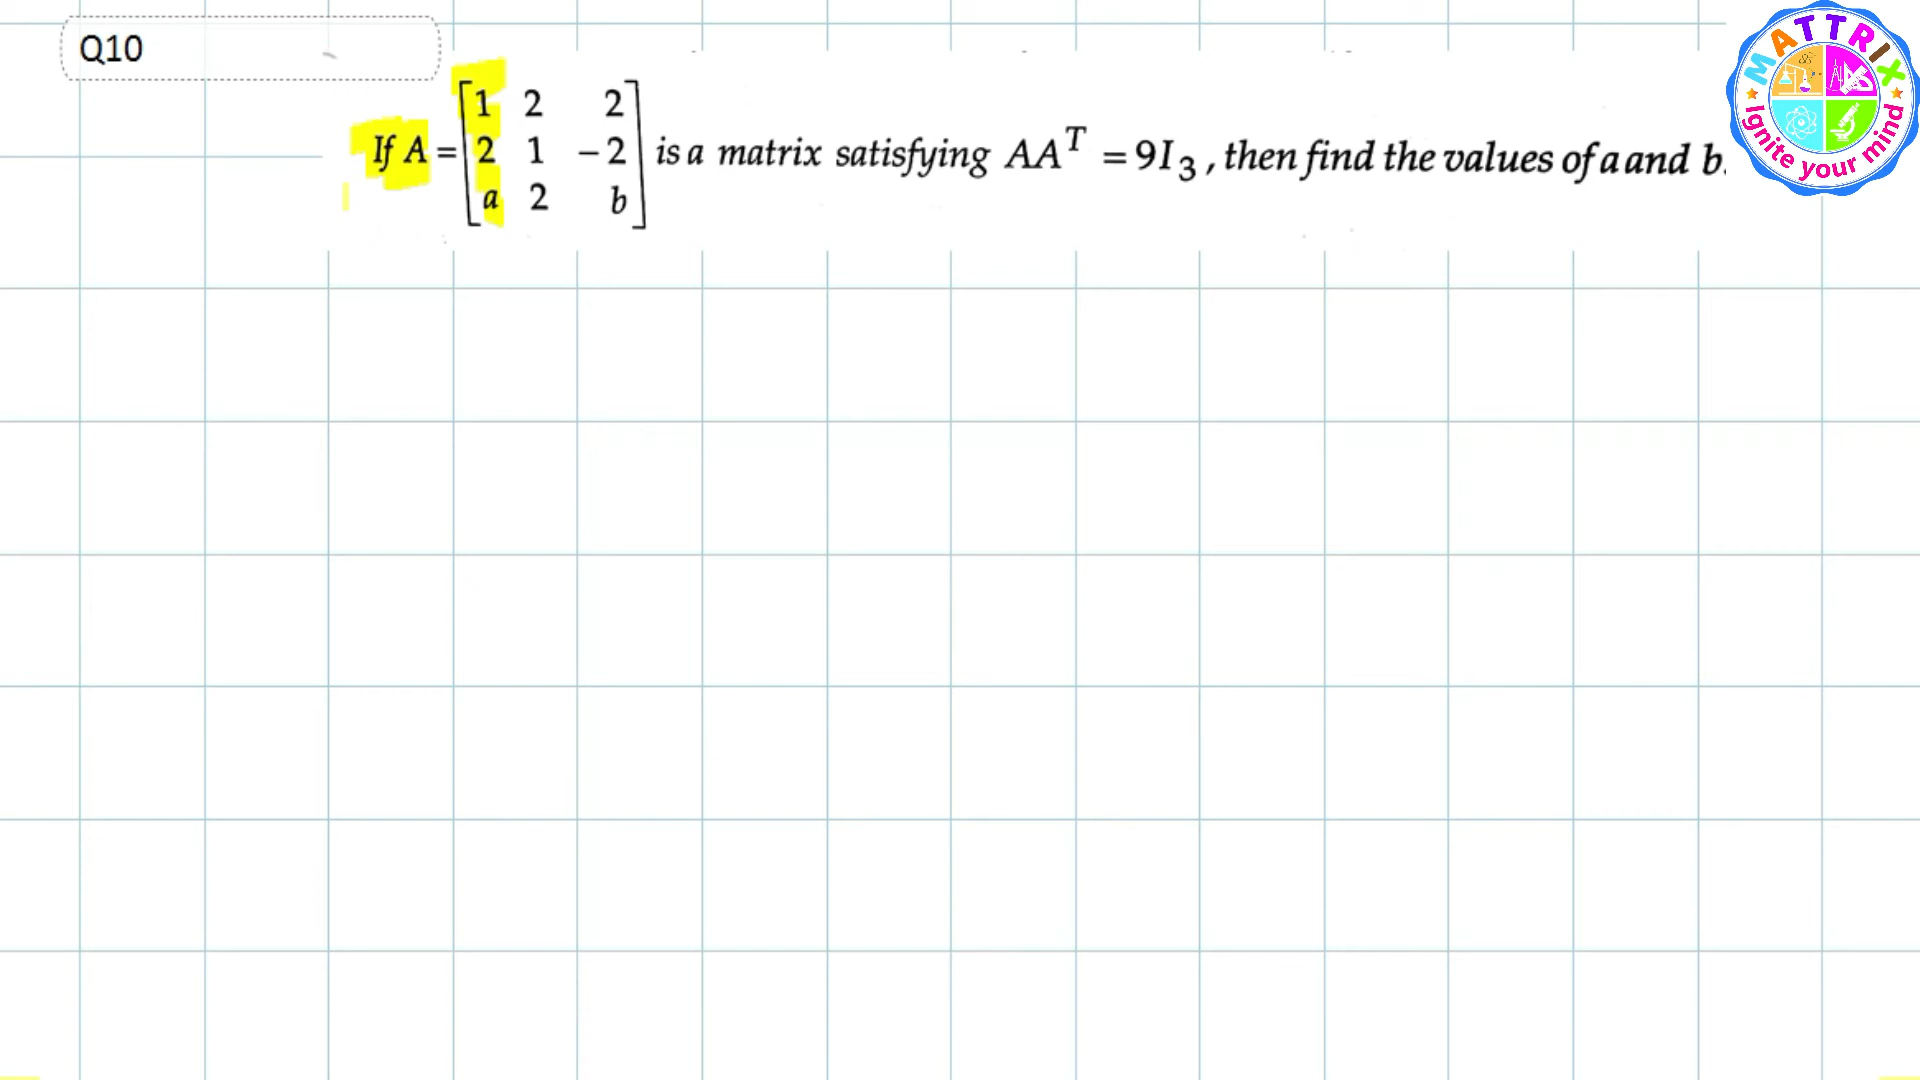 Q10
If A = [1 2 2
2 1 -2
a 2 b] is a matrix satisfying AA^T = 9I_3, then find the values of a and b.
MATTRIX
Ignite your mind